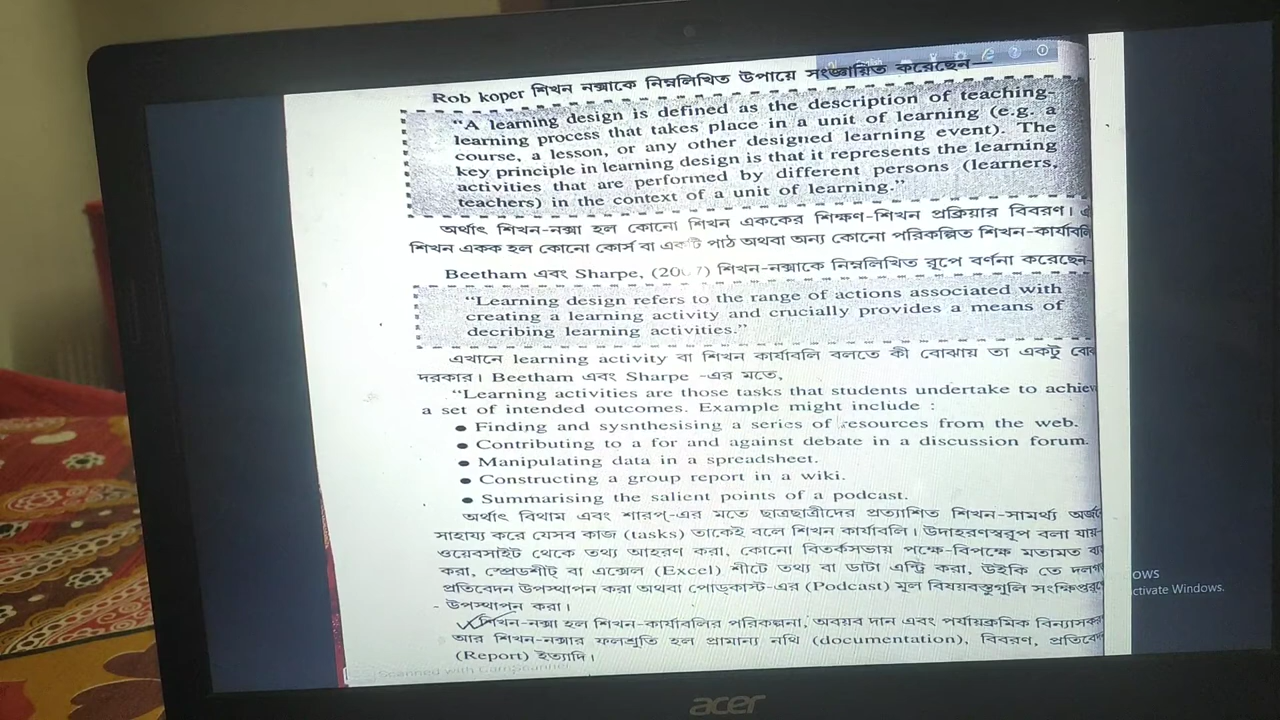 Rob koper শিখন নক্সাকে নিম্নলিখিত উপায়ে সংজ্ঞায়িত করেছেন—
"A learning design is defined as the description of teaching-
learning process that takes place in a unit of learning (e.g. a
course, a lesson, or any other designed learning event). The
key principle in learning design is that it represents the learning
activities that are performed by different persons (learners,
teachers) in the context of a unit of learning."
অর্থাৎ শিখন-নক্সা হল কোনো শিখন এককের শিক্ষণ-শিখন প্রক্রিয়ার বিবরণ।
শিখন একক হল কোনো কোর্স বা একটি পাঠ অথবা অন্য কোনো পরিকল্পিত শিখন-কার্যাবলি
Beetham এবং Sharpe, (2007) শিখন-নক্সাকে নিম্নলিখিত রূপে বর্ণনা করেছেন-
"Learning design refers to the range of actions associated with
creating a learning activity and crucially provides a means of
decribing learning activities."
এখানে learning activity বা শিখন কার্যাবলি বলতে কী বোঝায় তা একটু
দরকার। Beetham এবং Sharpe -এর মতে,
"Learning activities are those tasks that students undertake to achiev
a set of intended outcomes. Example might include :
● Finding and sysnthesising a series of resources from the web.
● Contributing to a for and against debate in a discussion forum.
● Manipulating data in a spreadsheet.
● Constructing a group report in a wiki.
● Summarising the salient points of a podcast.
অর্থাৎ বিথাম এবং শারপ্-এর মতে ছাত্রছাত্রীদের প্রত্যাশিত শিখন-সামর্থ্য
সাহায্য করে যেসব কাজ (tasks) তাকেই বলে শিখন কার্যাবলি। উদাহরণস্বরূপ বলা যায়-
ওয়েবসাইট থেকে তথ্য আহরণ করা, কোনো বিতর্কসভায় পক্ষে-বিপক্ষে মতামত
করা, স্প্রেডশীট্ বা এক্সেল (Excel) শীটে তথ্য বা ডাটা এন্ট্রি করা, উইকি তে
প্রতিবেদন উপস্থাপন করা অথবা পোড্কাস্ট-এর (Podcast) মূল বিষয়বস্তুগুলি
- উপস্থাপন করা।
শিখন-নক্সা হল শিখন-কার্যাবলির পরিকল্পনা, অবয়ব দান এবং পর্যায়ক্রমিক
আর শিখন-নক্সার ফলশ্রুতি হল প্রামান্য নথি (documentation), বিবরণ,
(Report) ইত্যাদি।
Scanned with CamScanner
ctivate Windows.
acer